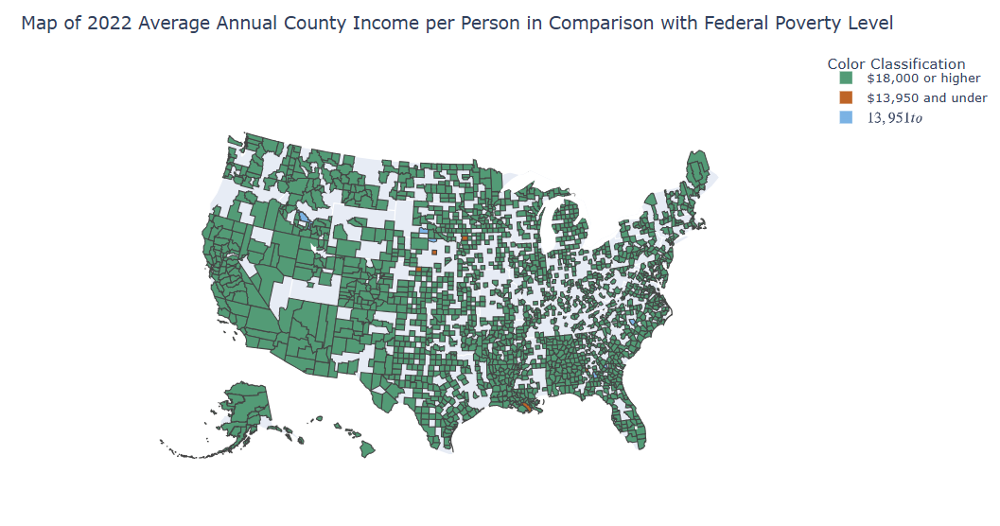 Map of 2022 Average Annual County Income per Person in Comparison with Federal Poverty Level
Color Classification
$18,000 or higher
$13,950 and under
13,951to